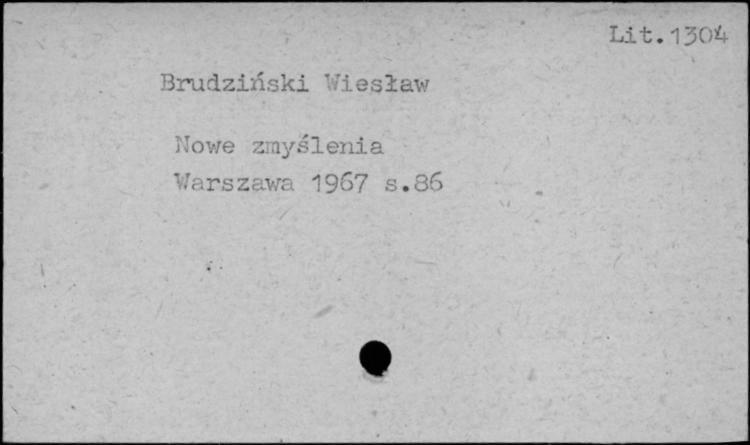 Lit.1304
Brudziński Wiesław
Nowe zmyślenia
Warszawa 1967 s.86